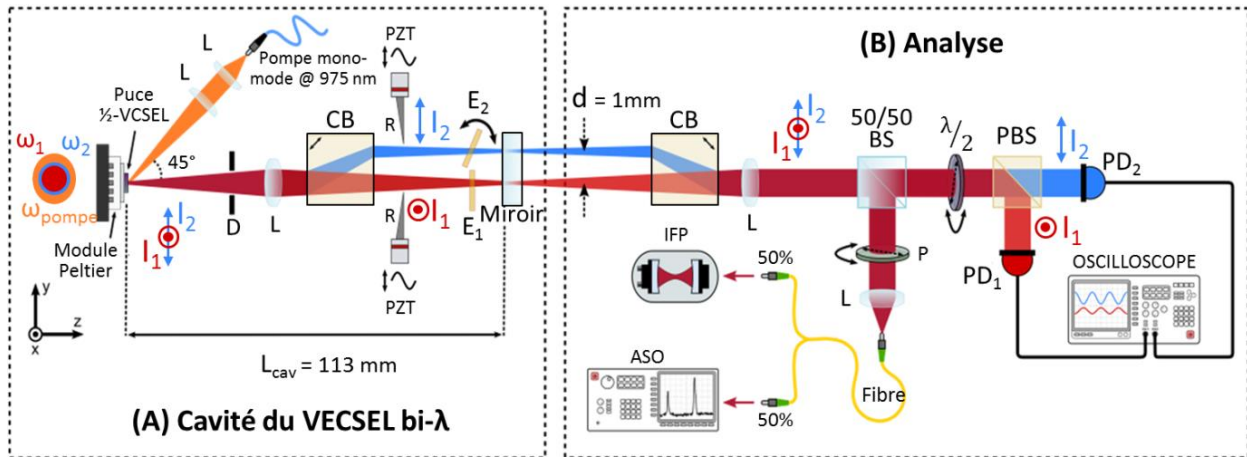 PZT
Pompe mono-
mode @ 975 nm
L
L
Puce
½-VCSEL
ω₁
ω₂
ω_pompe
45°
CB
R
I₂
E₂
D
L
R
I₁
E₁
Miroir
I₂
I₁
Module
Peltier
PZT
y
z
x
L_cav = 113 mm
(A) Cavité du VECSEL bi-λ
(B) Analyse
d = 1mm
CB
I₂
I₁
L
50/50
BS
λ/2
PBS
I₂
PD₂
I₁
PD₁
IFP
50%
P
L
OSCILLOSCOPE
ASO
50%
Fibre